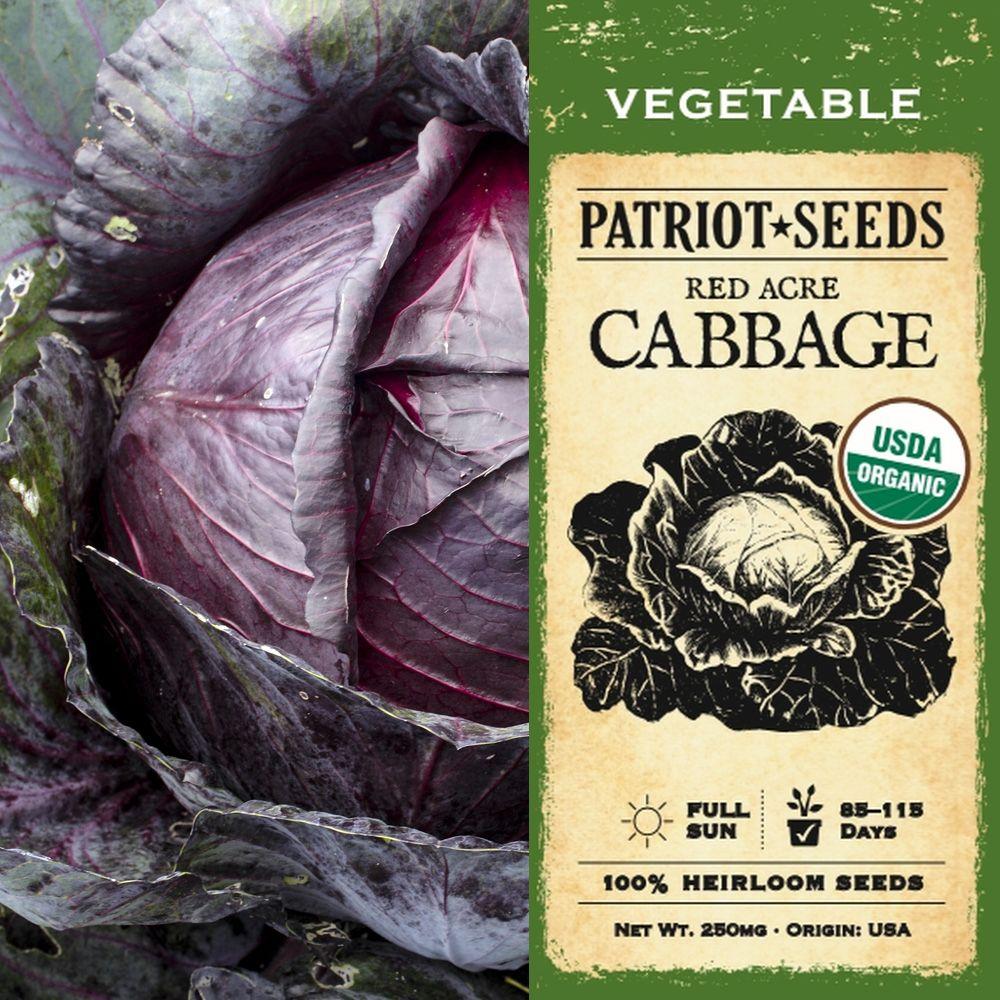 VEGETABLE
PATRIOT★SEEDS
RED ACRE
CABBAGE
USDA
ORGANIC
FULL
SUN
85–115
DAYS
100% HEIRLOOM SEEDS
NET WT. 250MG · ORIGIN: USA